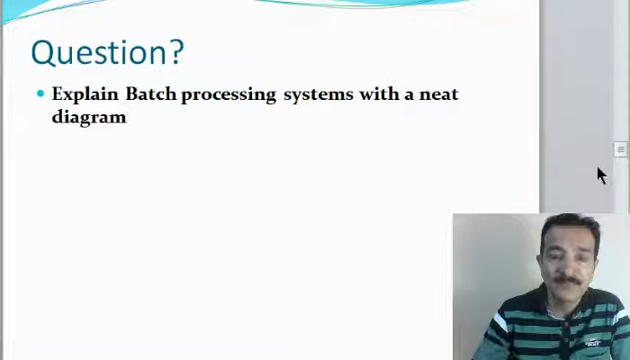 Question?
Explain Batch processing systems with a neat
diagram